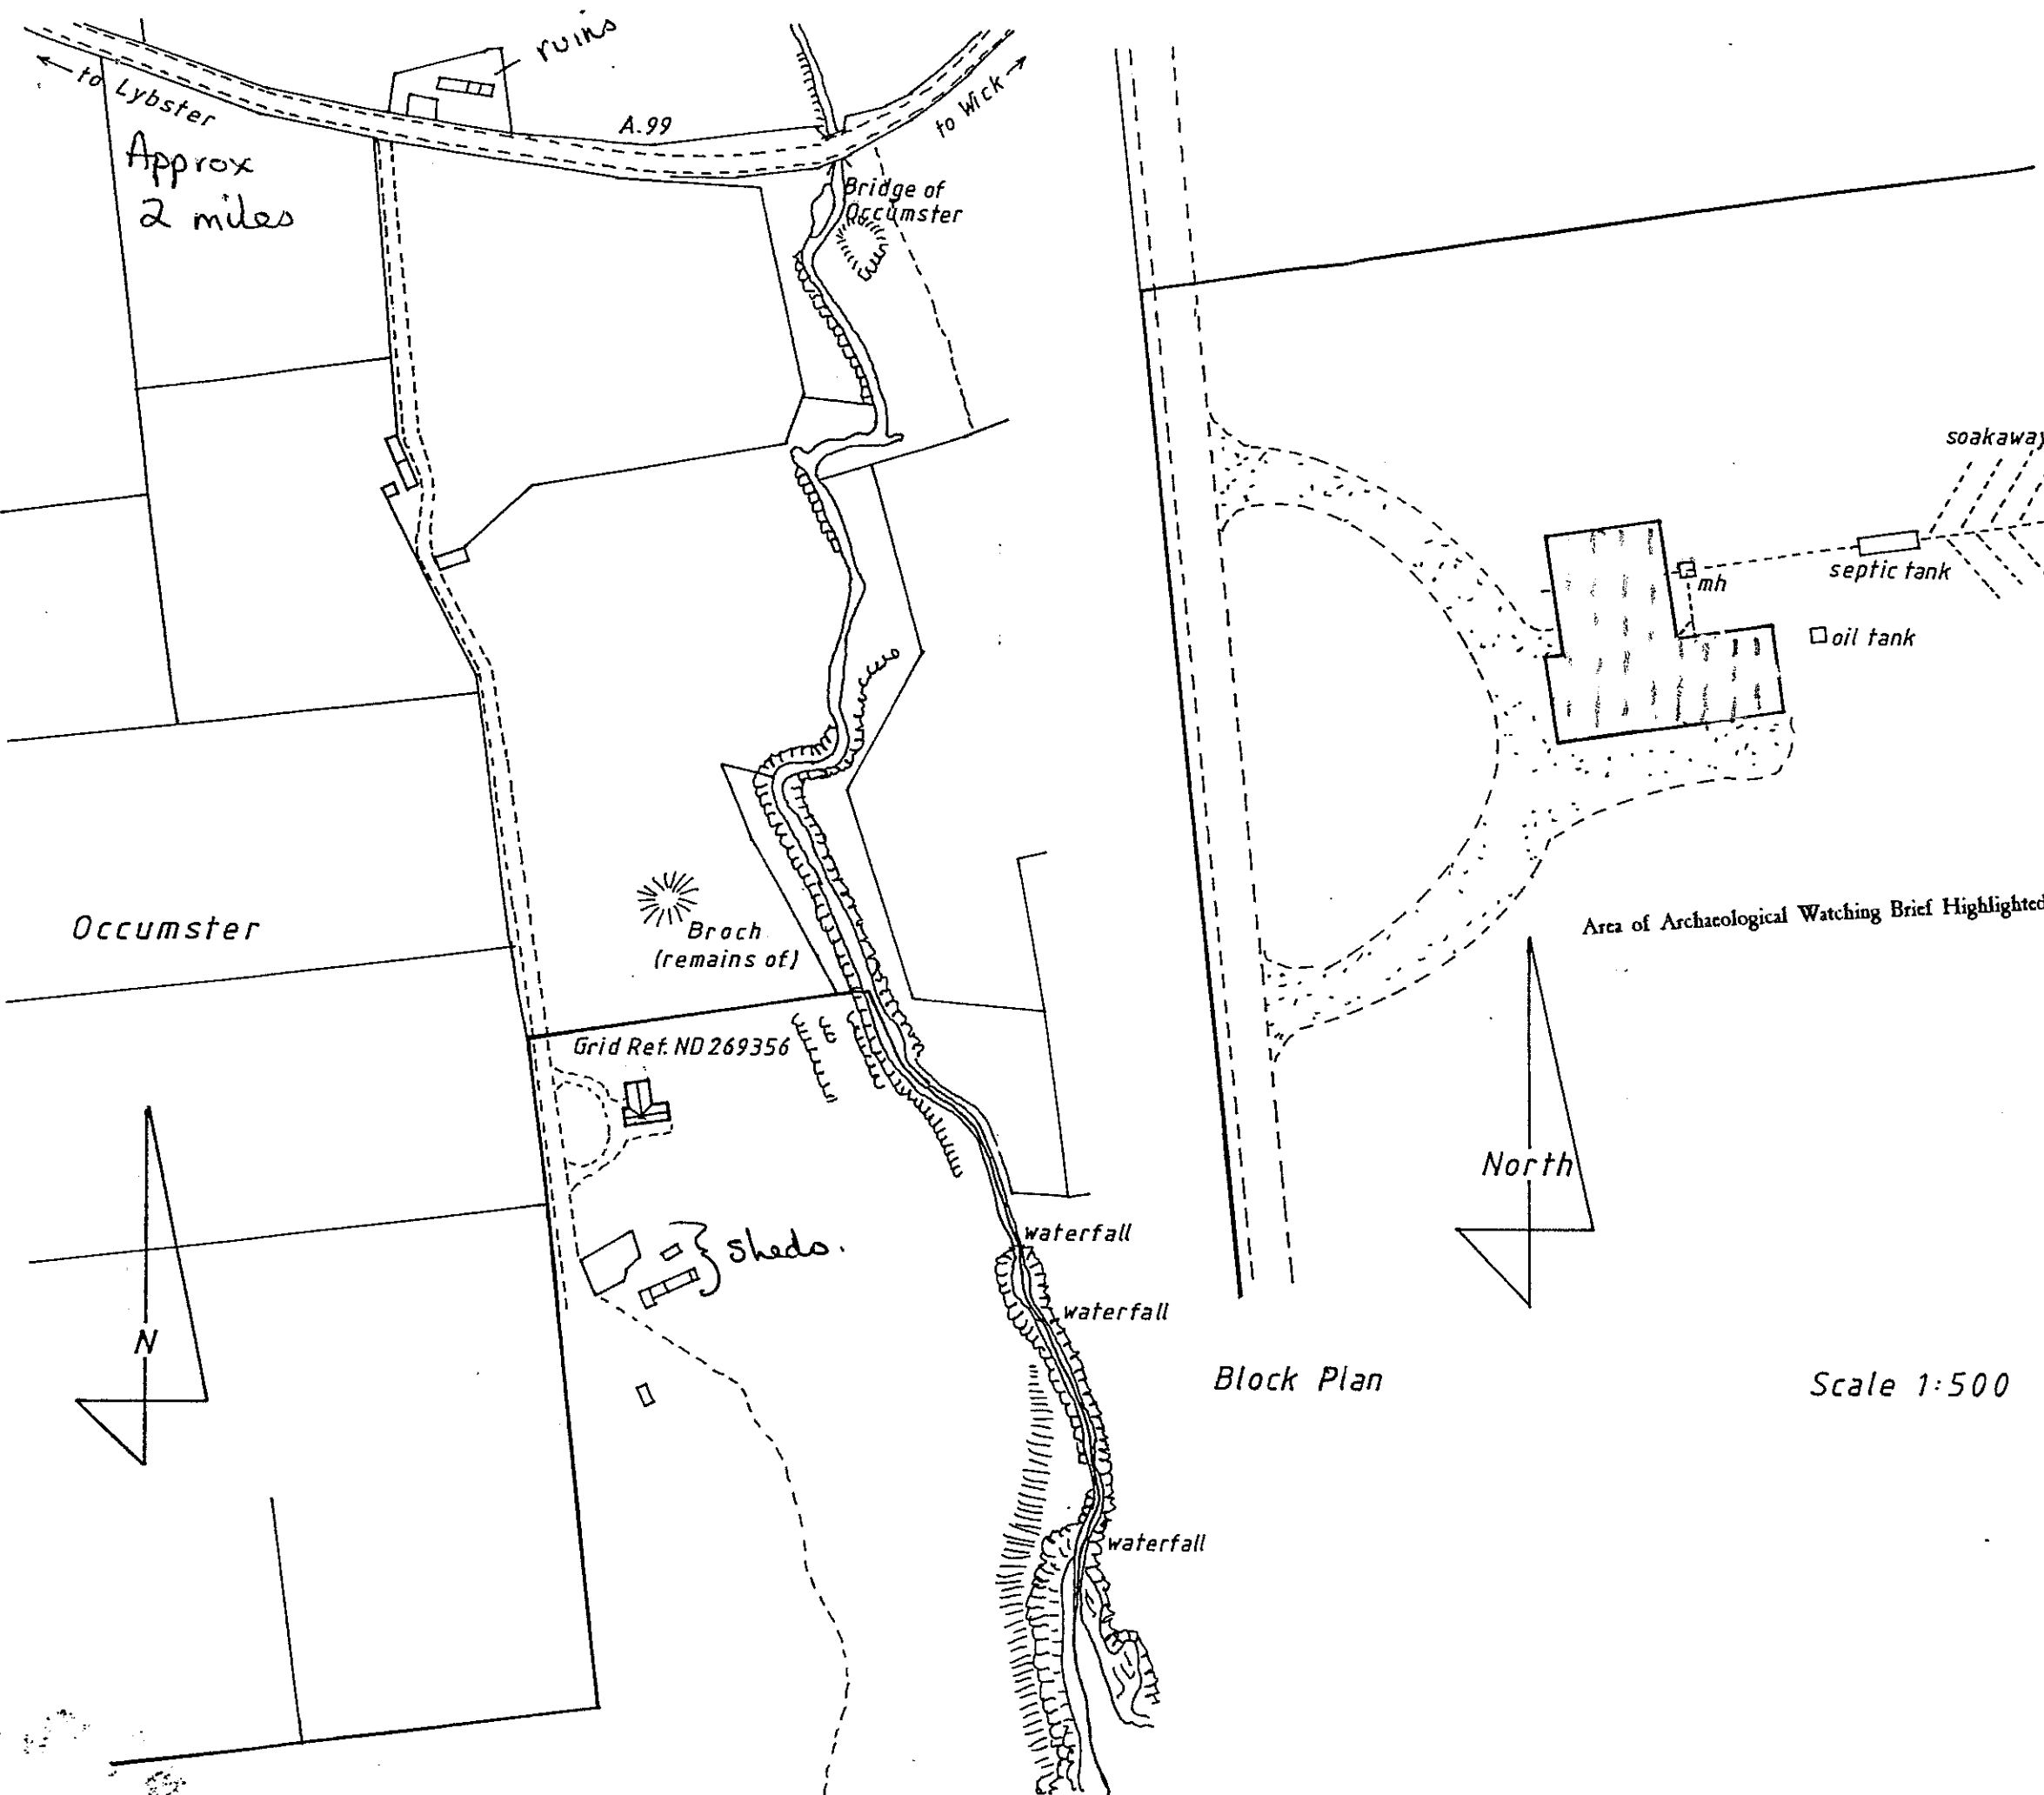 ruins
to Lybster
A.99
to Wick
Approx
2 miles
Bridge of
Occumster
soakaway
septic tank
mh
oil tank
Occumster
Broch
(remains of)
Area of Archaeological Watching Brief Highlighted
Grid Ref. ND 269356
North
waterfall
sheds.
waterfall
N
Block Plan
Scale 1:500
waterfall